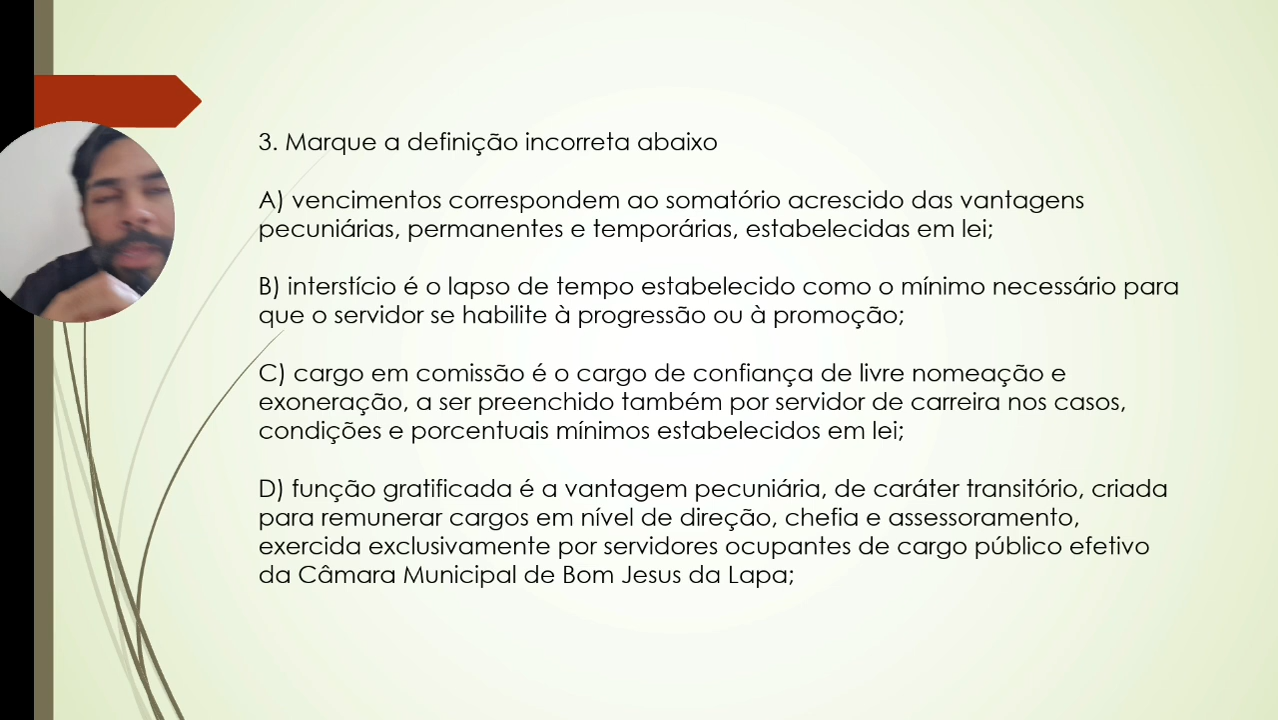 3. Marque a definição incorreta abaixo
A) vencimentos correspondem ao somatório acrescido das vantagens
pecuniárias, permanentes e temporárias, estabelecidas em lei;
B) interstício é o lapso de tempo estabelecido como o mínimo necessário para
que o servidor se habilite à progressão ou à promoção;
C) cargo em comissão é o cargo de confiança de livre nomeação e
exoneração, a ser preenchido também por servidor de carreira nos casos,
condições e porcentuais mínimos estabelecidos em lei;
D) função gratificada é a vantagem pecuniária, de caráter transitório, criada
para remunerar cargos em nível de direção, chefia e assessoramento,
exercida exclusivamente por servidores ocupantes de cargo público efetivo
da Câmara Municipal de Bom Jesus da Lapa;